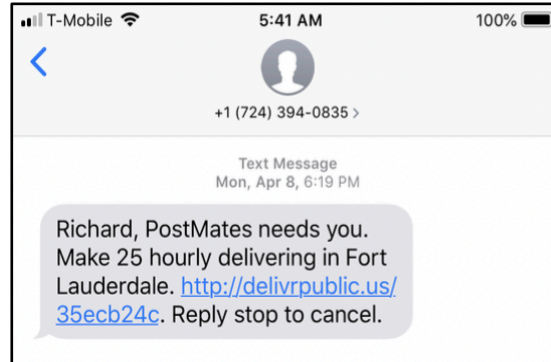 T-Mobile 5:41 AM 100%
+1 (724) 394-0835 >
Text Message
Mon, Apr 8, 6:19 PM
Richard, PostMates needs you.
Make 25 hourly delivering in Fort
Lauderdale. http://delivrpublic.us/
35ecb24c. Reply stop to cancel.